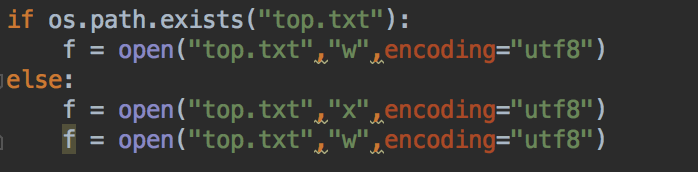 if os.path.exists("top.txt"):
    f = open("top.txt","w",encoding="utf8")
else:
    f = open("top.txt","x",encoding="utf8")
    f = open("top.txt","w",encoding="utf8")